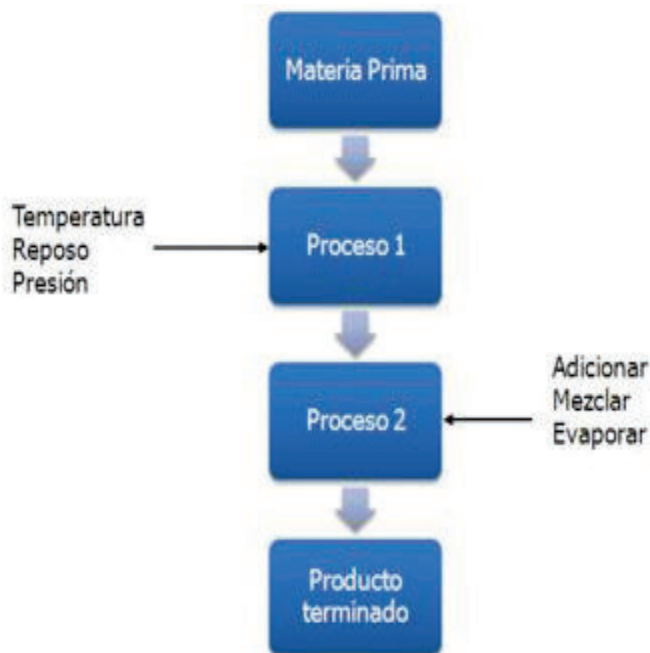 Materia Prima
Temperatura
Reposo
Presión
Proceso 1
Adicionar
Mezclar
Evaporar
Proceso 2
Producto
terminado